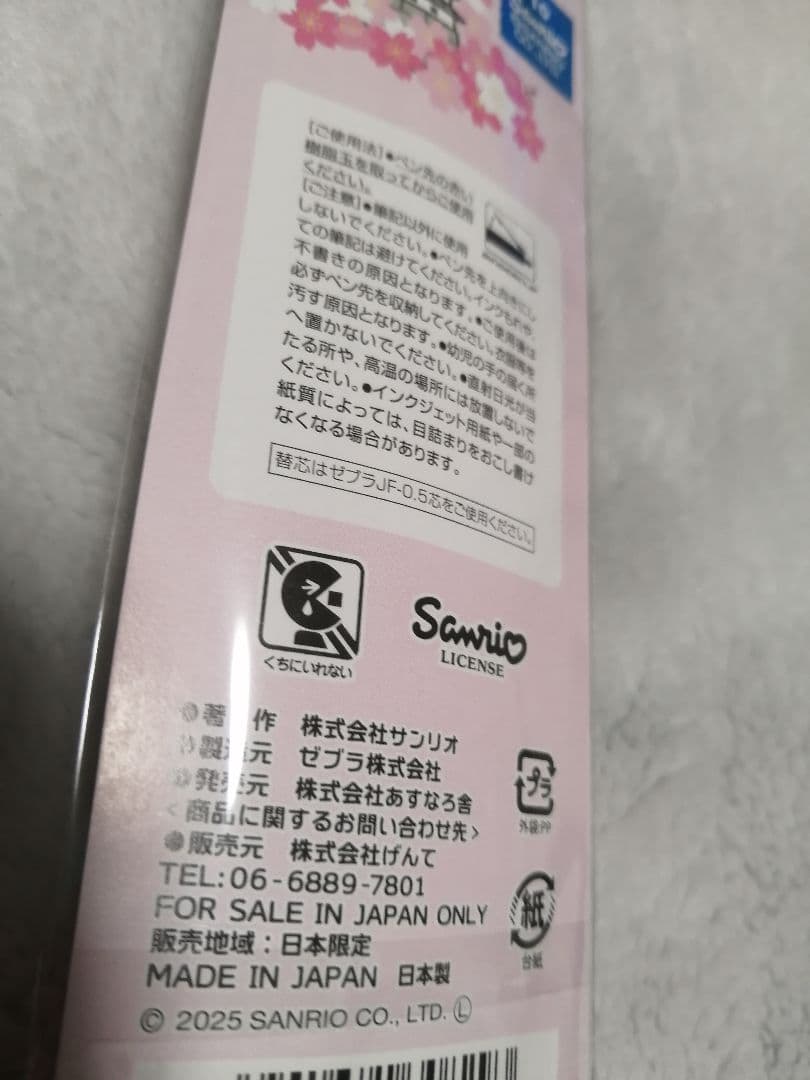 [ご使用法]●ペン先の赤い
樹脂玉を取ってからご使用
ください。
[ご注意]●筆記以外に使用
しないでください。●ペン先を上向きにし
ての筆記は避けてください。インクもれや、
不書きの原因となります。●ご使用後は
必ずペン先を収納してください。衣服等を
汚す原因となります。●幼児の手の届く所
へ置かないでください。●直射日光が当
たる所や、高温の場所には放置しないで
ください。●インクジェット用紙や一部の
紙質によっては、目詰まりをおこし書け
なくなる場合があります。
替芯はゼブラJF-0.5芯をご使用ください。
くちにいれない
Sanrio
LICENSE
著 作 株式会社サンリオ
製造元 ゼブラ株式会社
発売元 株式会社あすなろ舎
<商品に関するお問い合わせ先>
販売元 株式会社げんて
TEL:06-6889-7801
FOR SALE IN JAPAN ONLY
販売地域:日本限定
MADE IN JAPAN 日本製
© 2025 SANRIO CO., LTD. Ⓛ
プラ
外袋:PP
紙
台紙